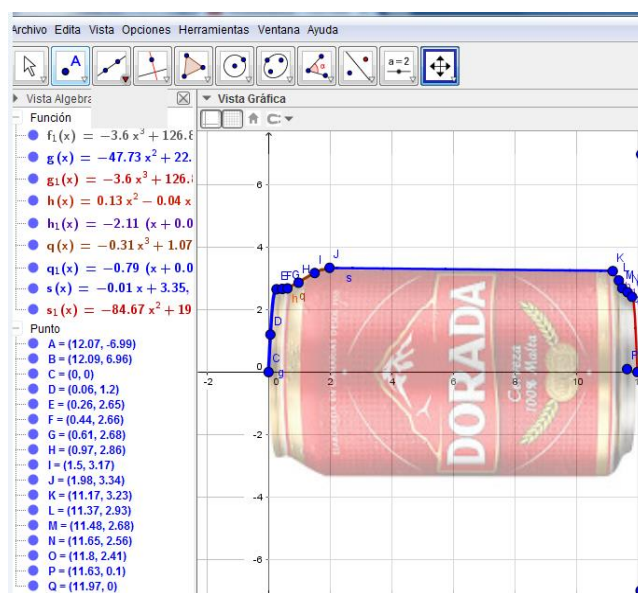 Archivo Edita Vista Opciones Herramientas Ventana Ayuda
A
a = 2
Vista Algebra
Vista Gráfica
Función
f₁(x) = −3.6 x³ + 126.8
g(x) = −47.73 x² + 22.
g₁(x) = −3.6 x³ + 126.8
h(x) = 0.13 x² − 0.04 x
h₁(x) = −2.11 (x + 0.0
q(x) = −0.31 x³ + 1.07
q₁(x) = −0.79 (x + 0.0
s(x) = −0.01 x + 3.35,
s₁(x) = −84.67 x² + 19
Punto
A = (12.07, -6.99)
B = (12.09, 6.96)
C = (0, 0)
D = (0.06, 1.2)
E = (0.26, 2.65)
F = (0.44, 2.66)
G = (0.61, 2.68)
H = (0.97, 2.86)
I = (1.5, 3.17)
J = (1.98, 3.34)
K = (11.17, 3.23)
L = (11.37, 2.93)
M = (11.48, 2.68)
N = (11.65, 2.56)
O = (11.8, 2.41)
P = (11.63, 0.1)
Q = (11.97, 0)
6
4
2
0
-2
-4
-6
-2 0 2 4 6 8 10
C
D
E
F
G
H
I
J
K
L
M
N
P
g
h
q
s
DORADA
Cerveza
100% Malta